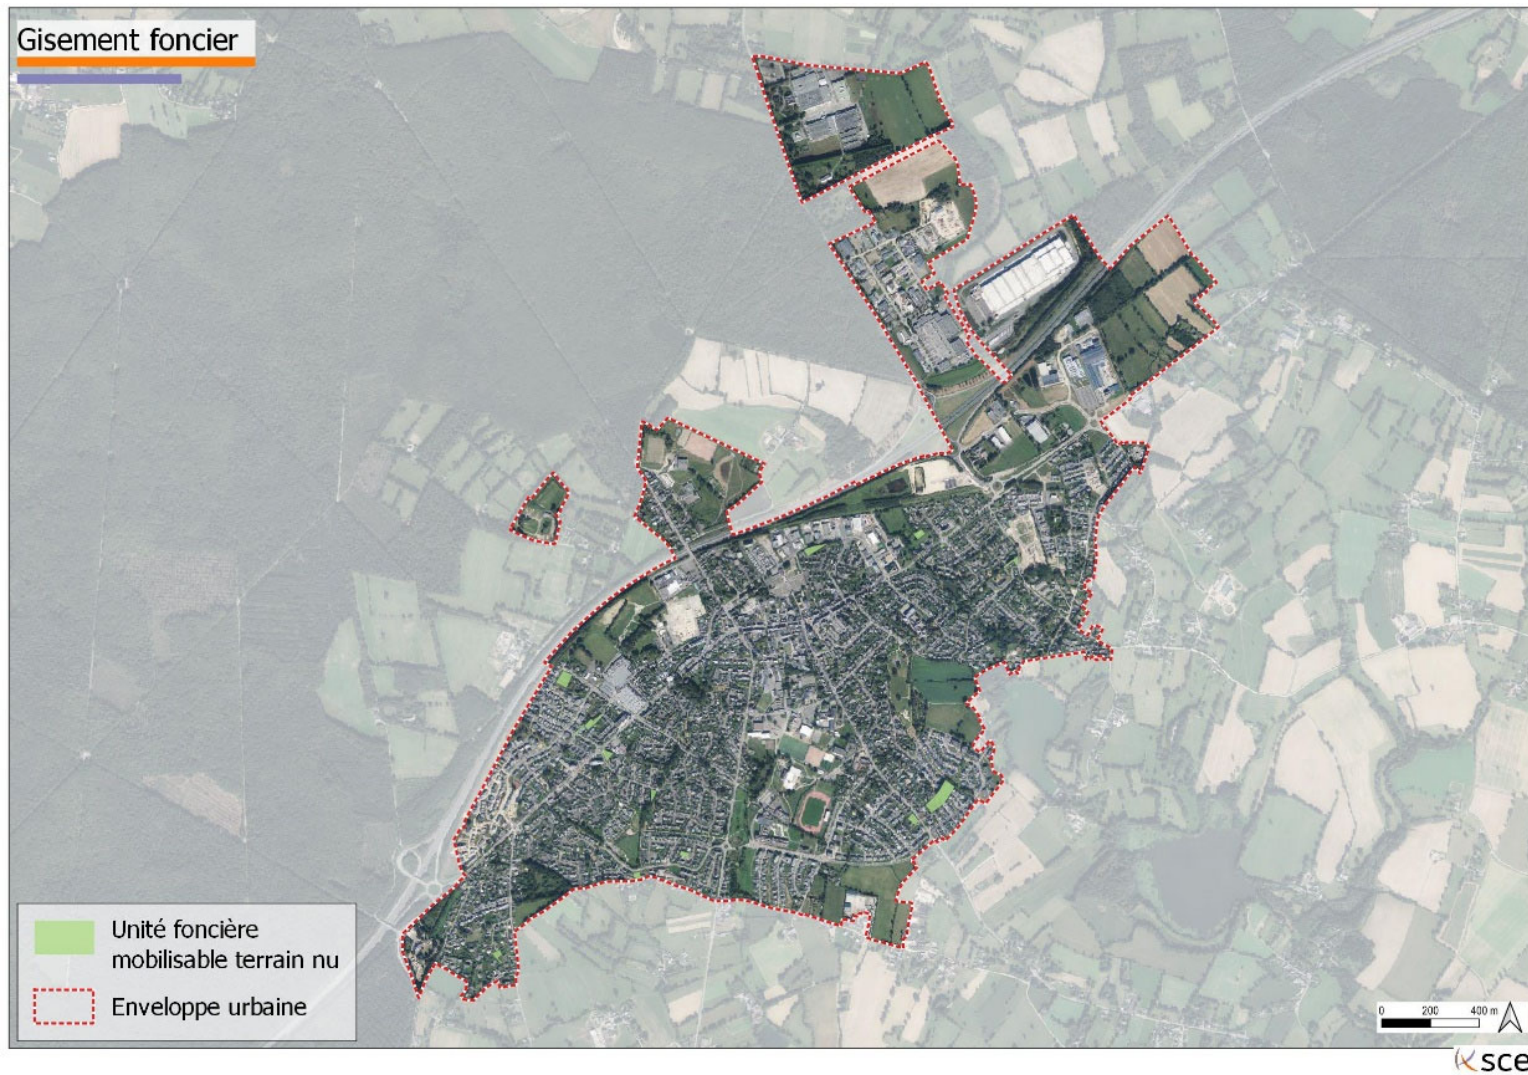 Gisement foncier
Unité foncière
mobilisable terrain nu
Enveloppe urbaine
0 200 400 m
sce